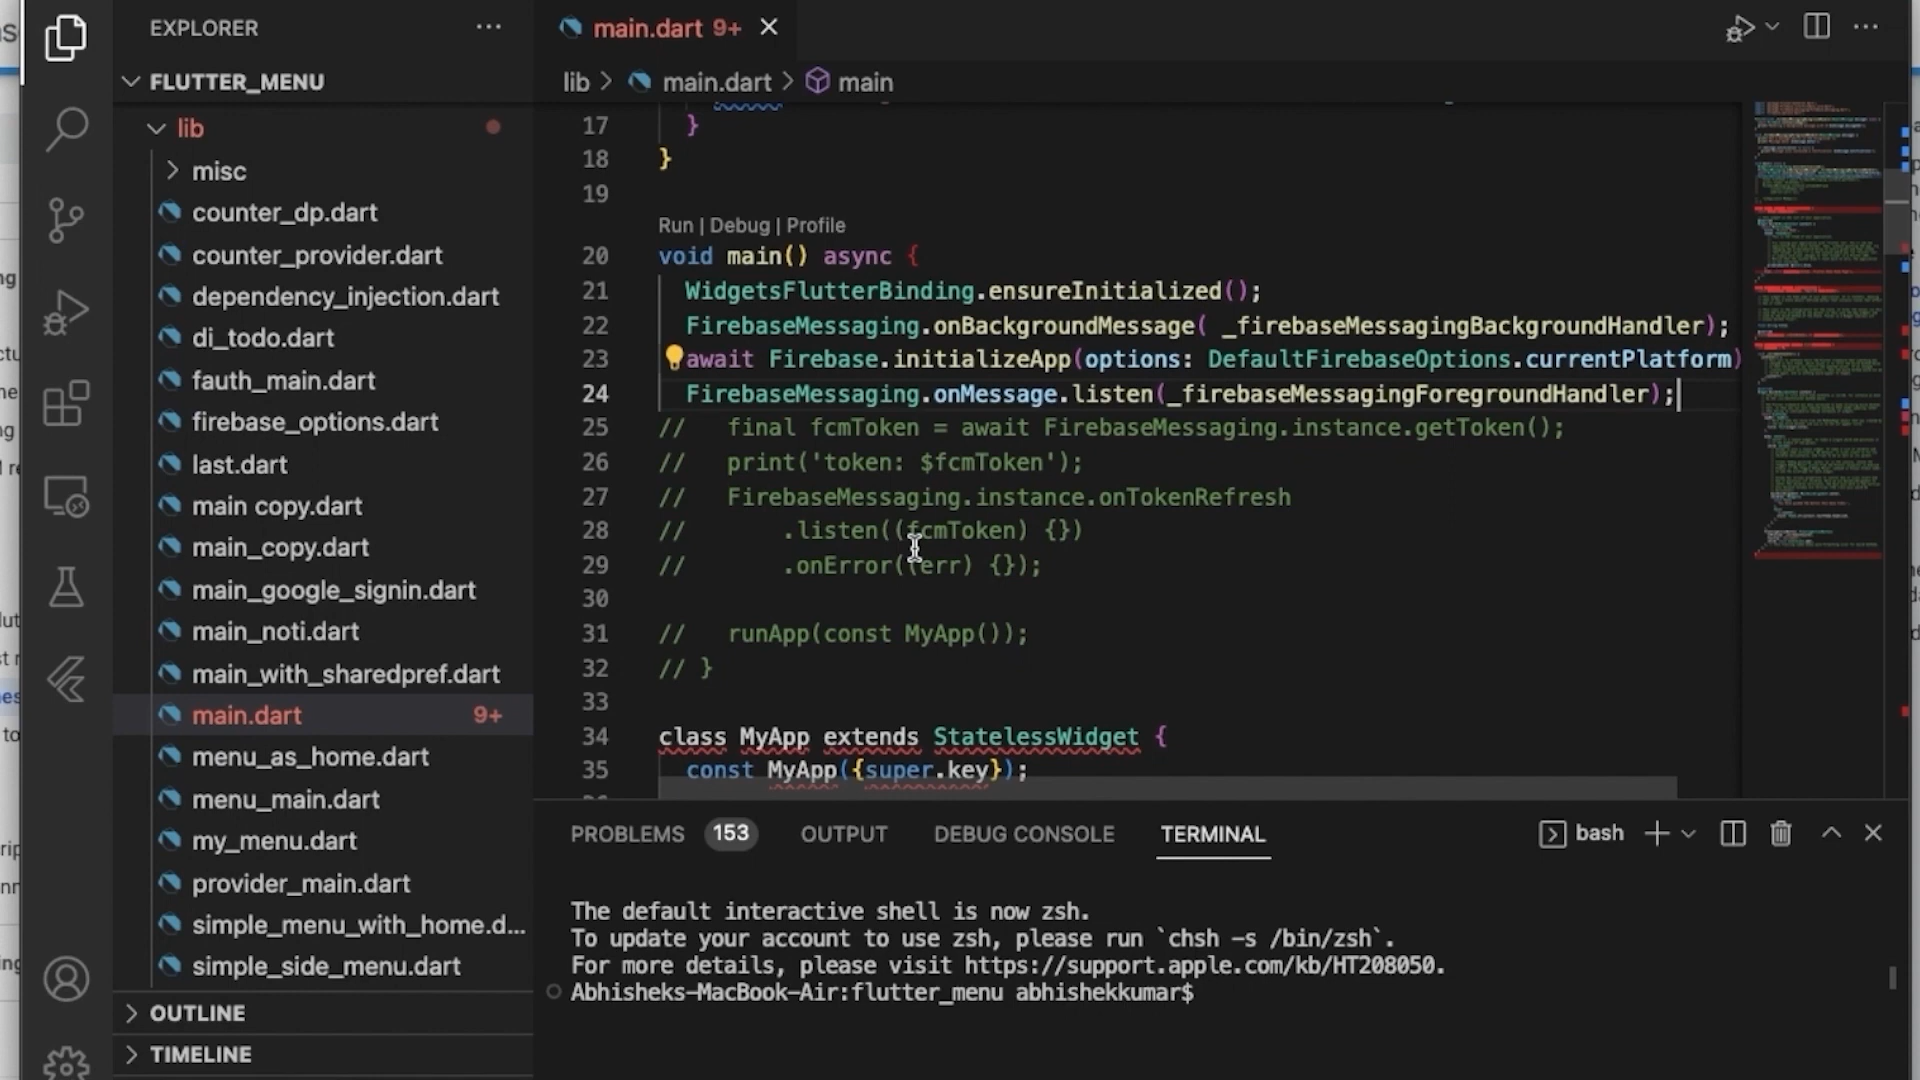 EXPLORER
FLUTTER_MENU
lib
misc
counter_dp.dart
counter_provider.dart
dependency_injection.dart
di_todo.dart
fauth_main.dart
firebase_options.dart
last.dart
main copy.dart
main_copy.dart
main_google_signin.dart
main_noti.dart
main_with_sharedpref.dart
main.dart 9+
menu_as_home.dart
menu_main.dart
my_menu.dart
provider_main.dart
simple_menu_with_home.d...
simple_side_menu.dart
OUTLINE
TIMELINE
main.dart 9+
lib > main.dart > main
17 }
18 }
19
Run | Debug | Profile
20 void main() async {
21 WidgetsFlutterBinding.ensureInitialized();
22 FirebaseMessaging.onBackgroundMessage( _firebaseMessagingBackgroundHandler);
23 await Firebase.initializeApp(options: DefaultFirebaseOptions.currentPlatform)
24 FirebaseMessaging.onMessage.listen(_firebaseMessagingForegroundHandler);
25 // final fcmToken = await FirebaseMessaging.instance.getToken();
26 // print('token: $fcmToken');
27 // FirebaseMessaging.instance.onTokenRefresh
28 // .listen((fcmToken) {})
29 // .onError((err) {});
30
31 // runApp(const MyApp());
32 // }
33
34 class MyApp extends StatelessWidget {
35 const MyApp({super.key});
PROBLEMS 153 OUTPUT DEBUG CONSOLE TERMINAL bash
The default interactive shell is now zsh.
To update your account to use zsh, please run `chsh -s /bin/zsh`.
For more details, please visit https://support.apple.com/kb/HT208050.
Abhisheks-MacBook-Air:flutter_menu abhishekkumar$